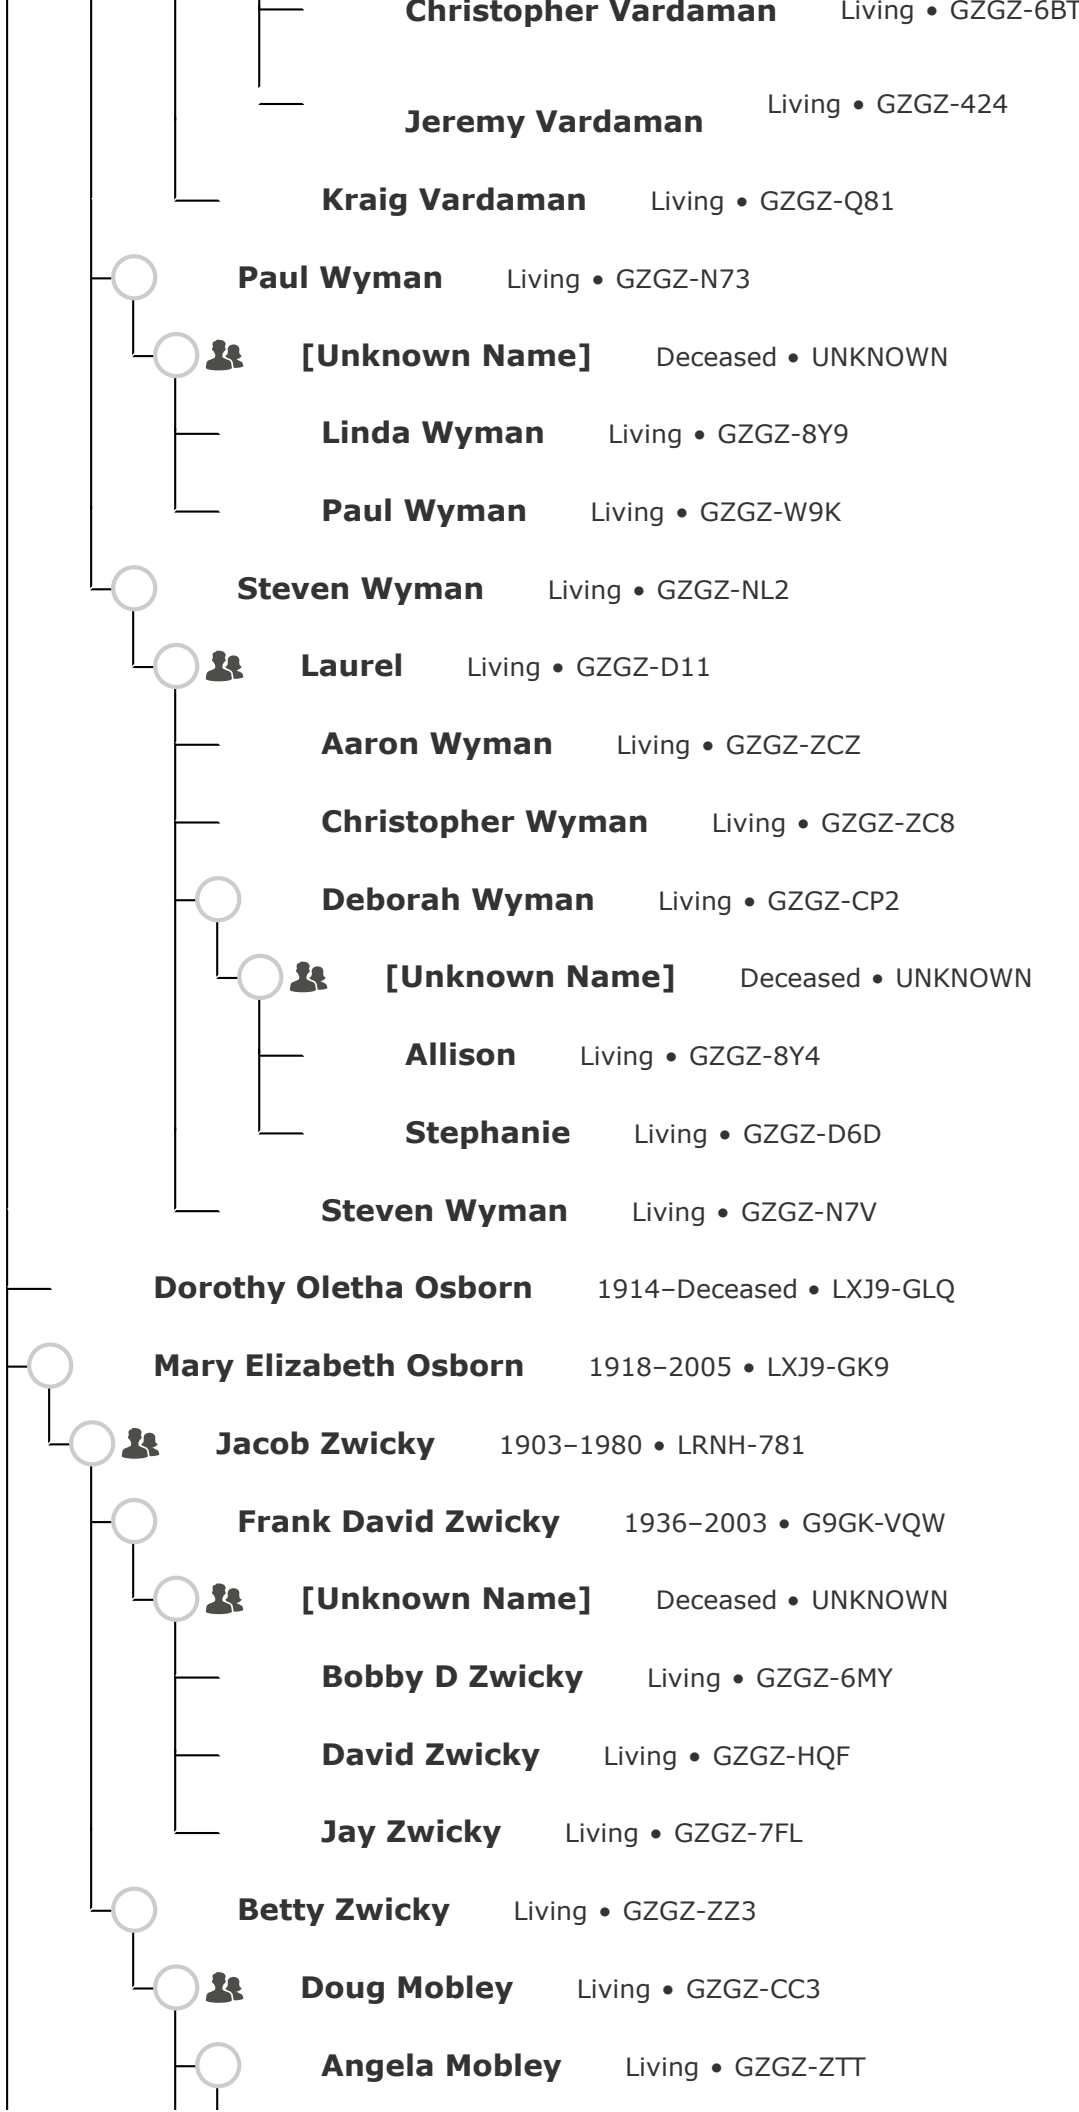 Christopher Vardaman Living • GZGZ-6BT
Jeremy Vardaman Living • GZGZ-424
Kraig Vardaman Living • GZGZ-Q81
Paul Wyman Living • GZGZ-N73
[Unknown Name] Deceased • UNKNOWN
Linda Wyman Living • GZGZ-8Y9
Paul Wyman Living • GZGZ-W9K
Steven Wyman Living • GZGZ-NL2
Laurel Living • GZGZ-D11
Aaron Wyman Living • GZGZ-ZCZ
Christopher Wyman Living • GZGZ-ZC8
Deborah Wyman Living • GZGZ-CP2
[Unknown Name] Deceased • UNKNOWN
Allison Living • GZGZ-8Y4
Stephanie Living • GZGZ-D6D
Steven Wyman Living • GZGZ-N7V
Dorothy Oletha Osborn 1914–Deceased • LXJ9-GLQ
Mary Elizabeth Osborn 1918–2005 • LXJ9-GK9
Jacob Zwicky 1903–1980 • LRNH-781
Frank David Zwicky 1936–2003 • G9GK-VQW
[Unknown Name] Deceased • UNKNOWN
Bobby D Zwicky Living • GZGZ-6MY
David Zwicky Living • GZGZ-HQF
Jay Zwicky Living • GZGZ-7FL
Betty Zwicky Living • GZGZ-ZZ3
Doug Mobley Living • GZGZ-CC3
Angela Mobley Living • GZGZ-ZTT